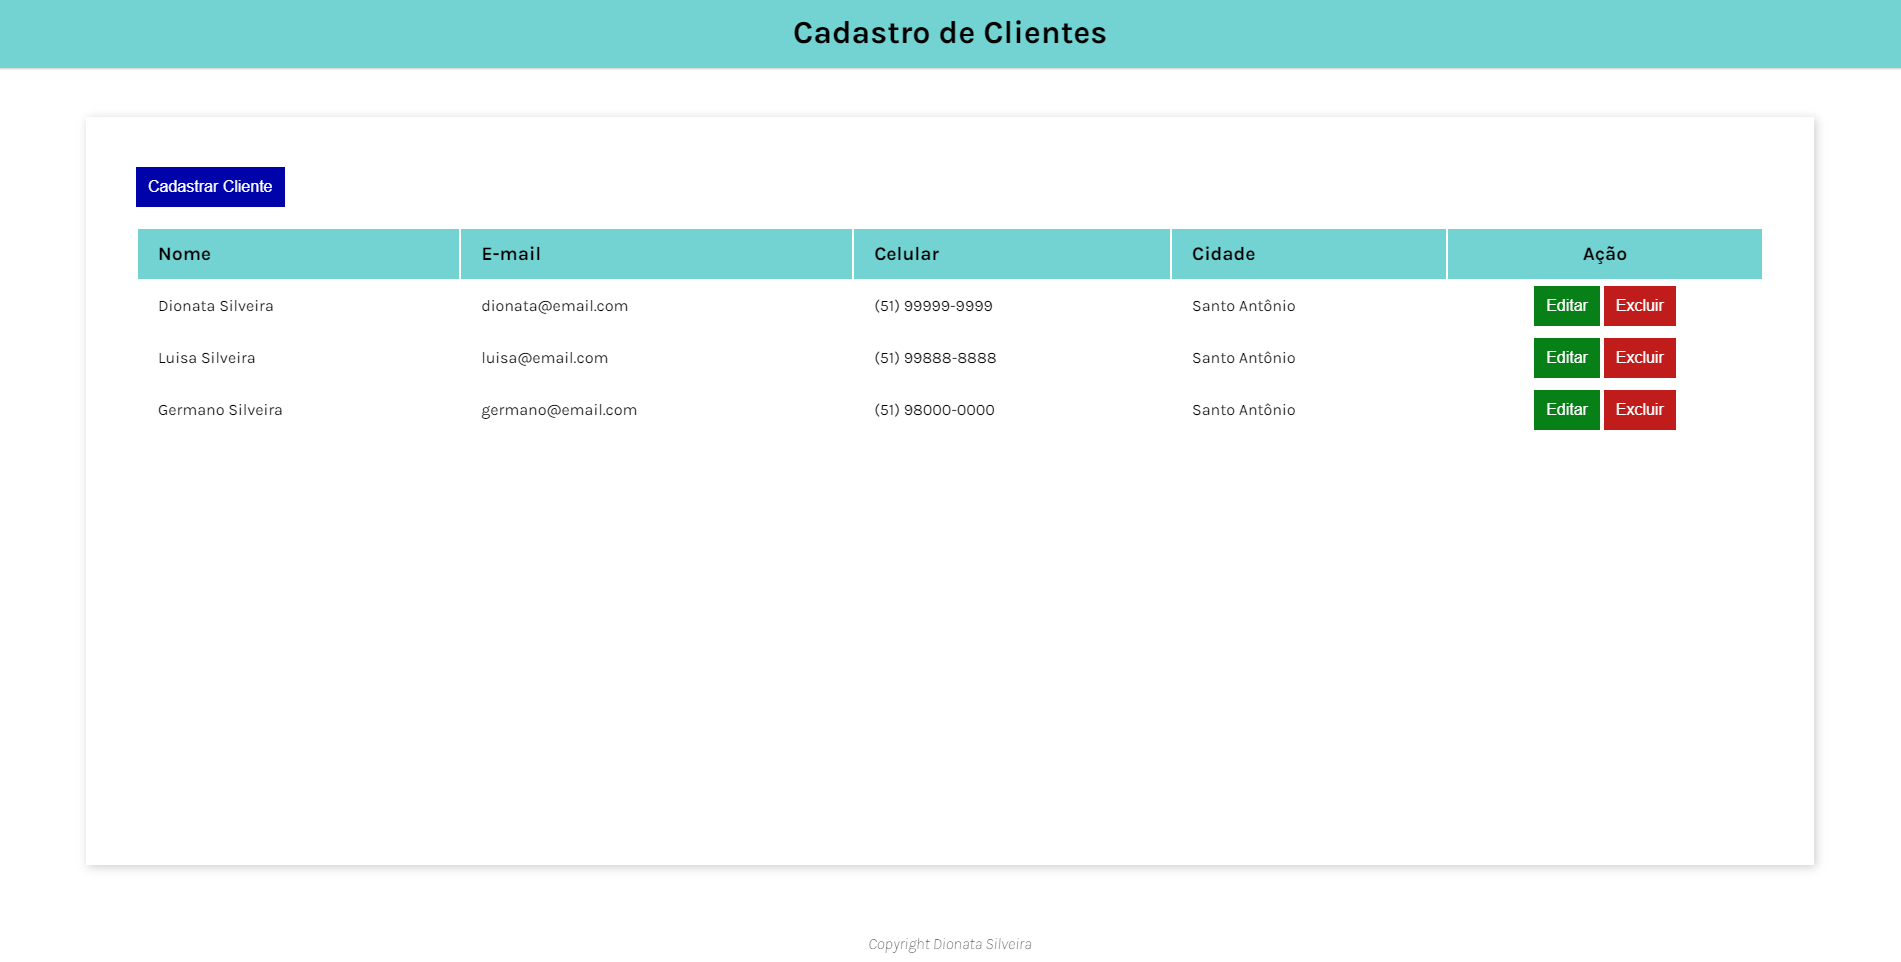 Cadastro de Clientes
Cadastrar Cliente
Nome E-mail Celular Cidade Ação
Dionata Silveira dionata@email.com (51) 99999-9999 Santo Antônio Editar Excluir
Luisa Silveira luisa@email.com (51) 99888-8888 Santo Antônio Editar Excluir
Germano Silveira germano@email.com (51) 98000-0000 Santo Antônio Editar Excluir
Copyright Dionata Silveira